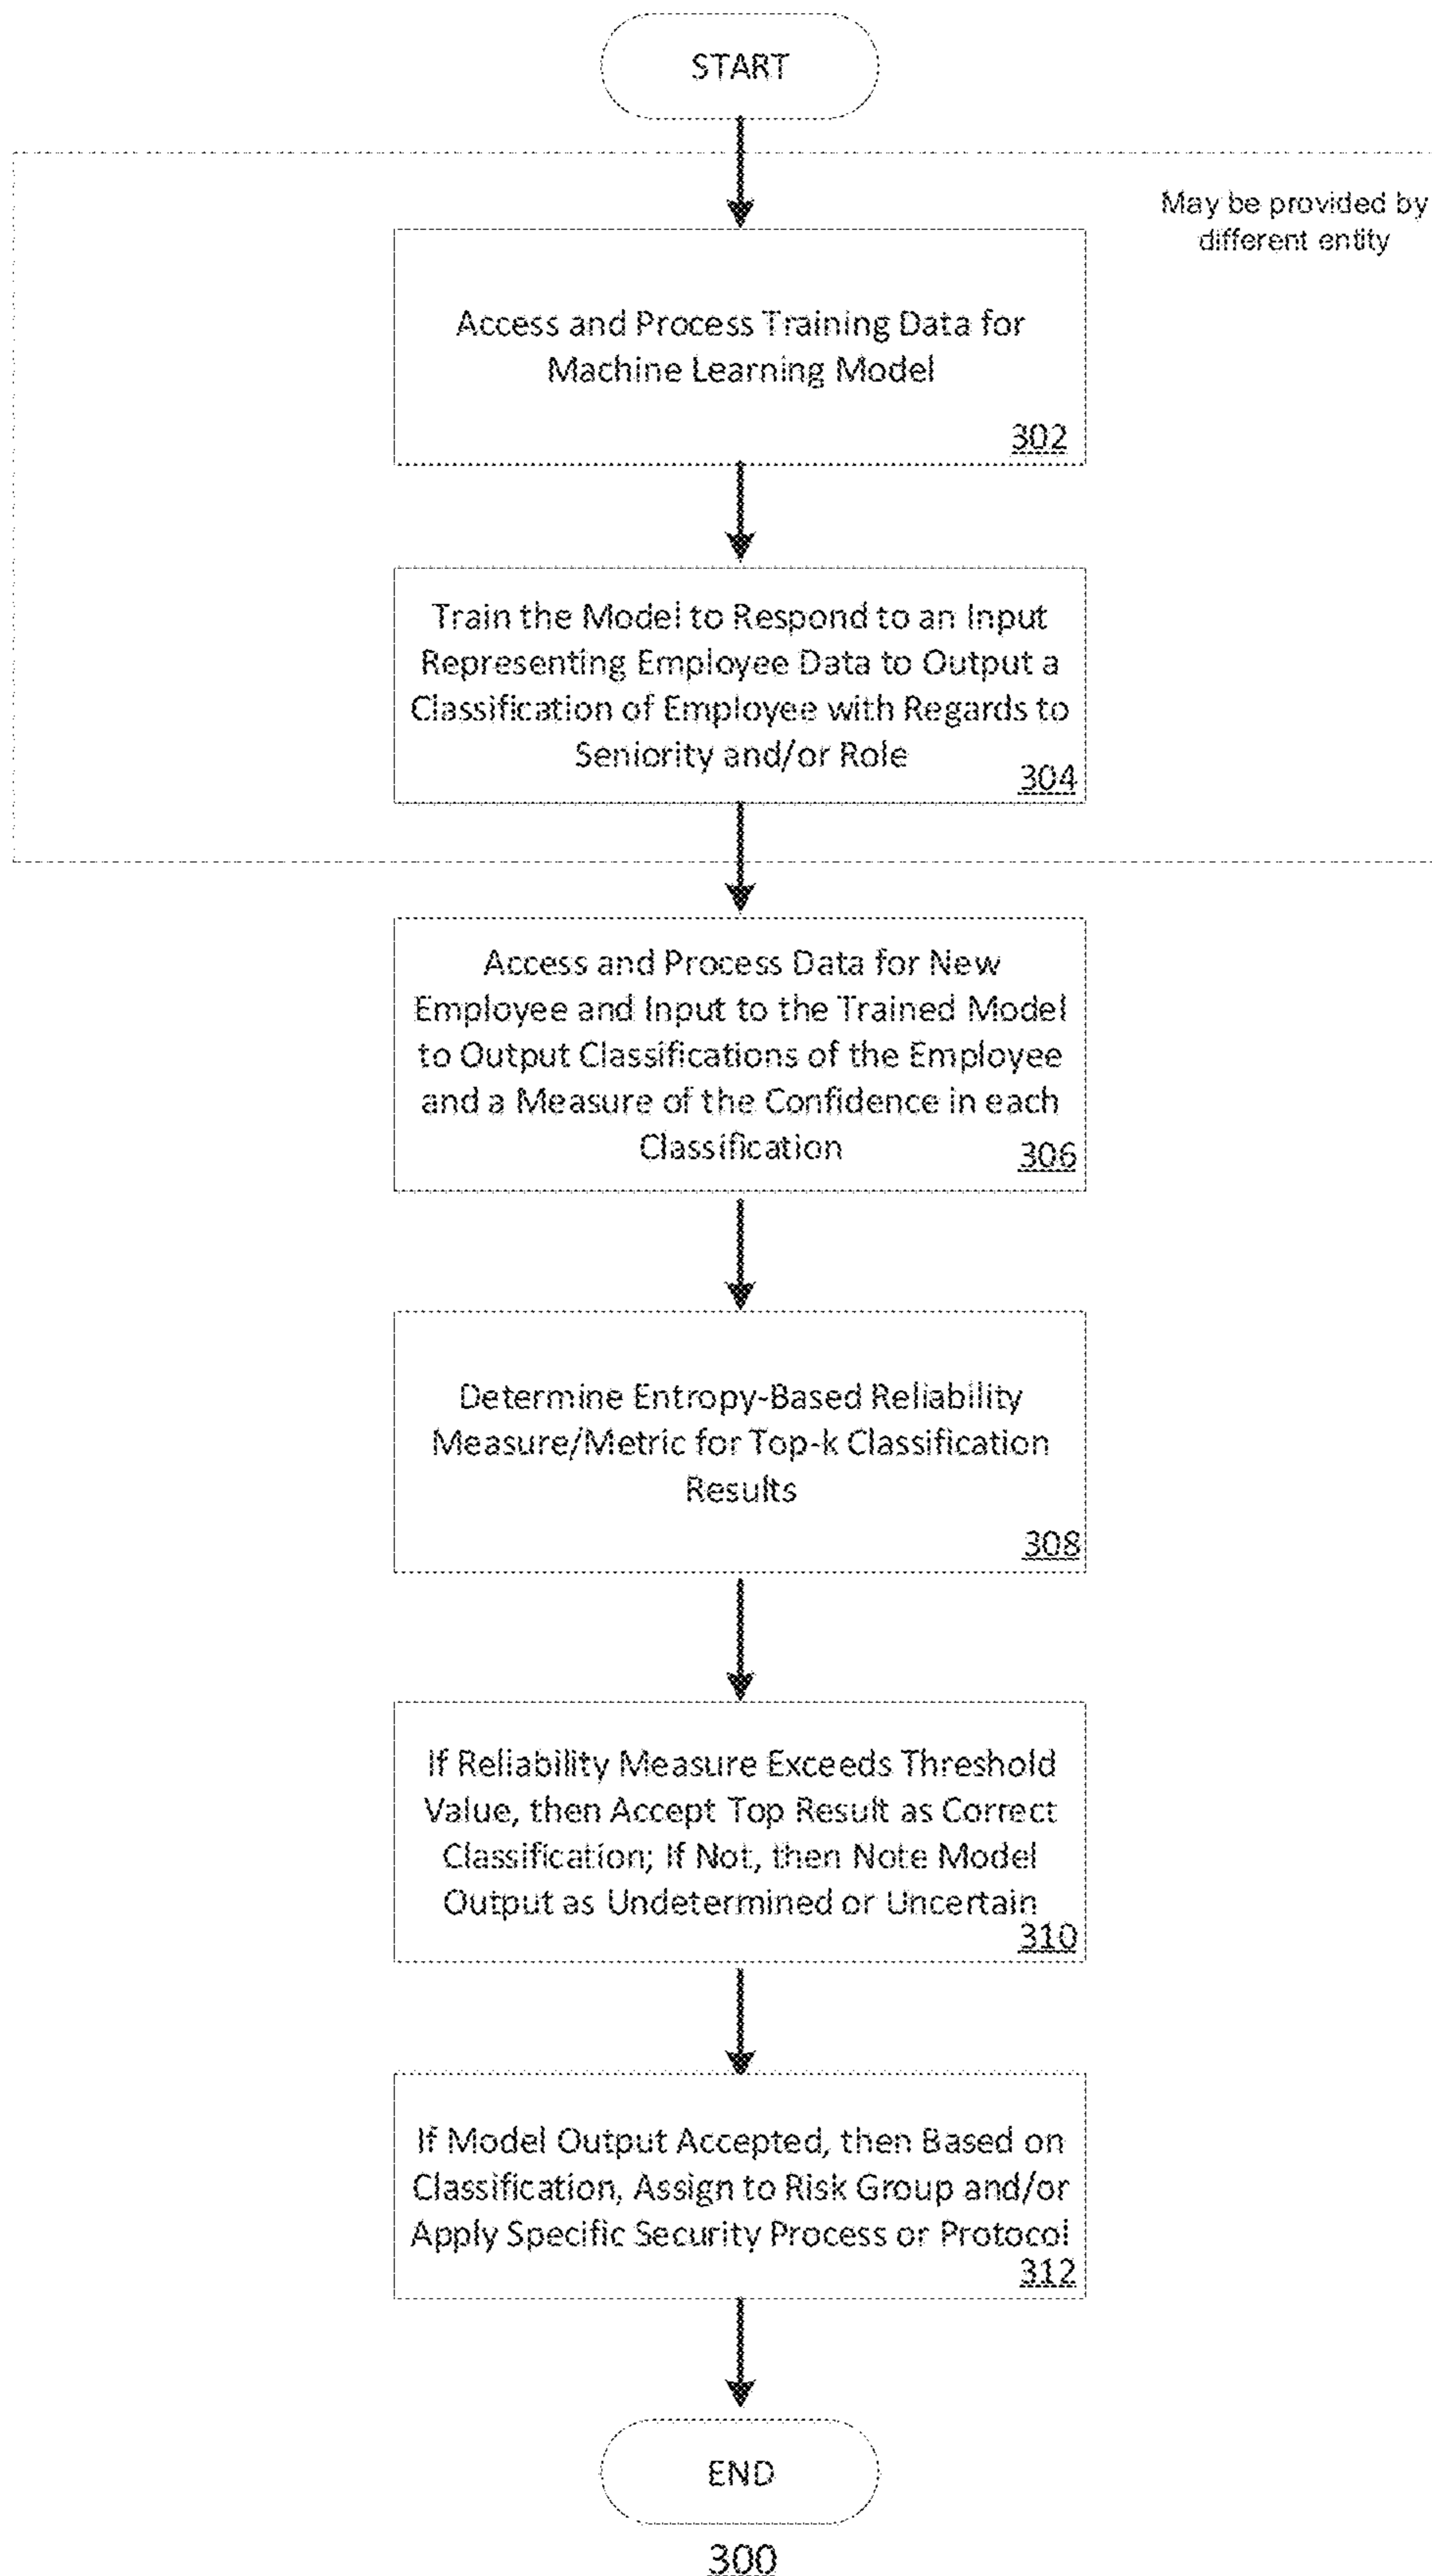 START
May be provided by
different entity
Access and Process Training Data for
Machine Learning Model
302
Train the Model to Respond to an Input
Representing Employee Data to Output a
Classification of Employee with Regards to
Seniority and/or Role
304
Access and Process Data for New
Employee and Input to the Trained Model
to Output Classifications of the Employee
and a Measure of the Confidence in each
Classification
306
Determine Entropy-Based Reliability
Measure/Metric for Top-k Classification
Results
308
If Reliability Measure Exceeds Threshold
Value, then Accept Top Result as Correct
Classification; If Not, then Note Model
Output as Undetermined or Uncertain
310
If Model Output Accepted, then Based on
Classification, Assign to Risk Group and/or
Apply Specific Security Process or Protocol
312
END
300